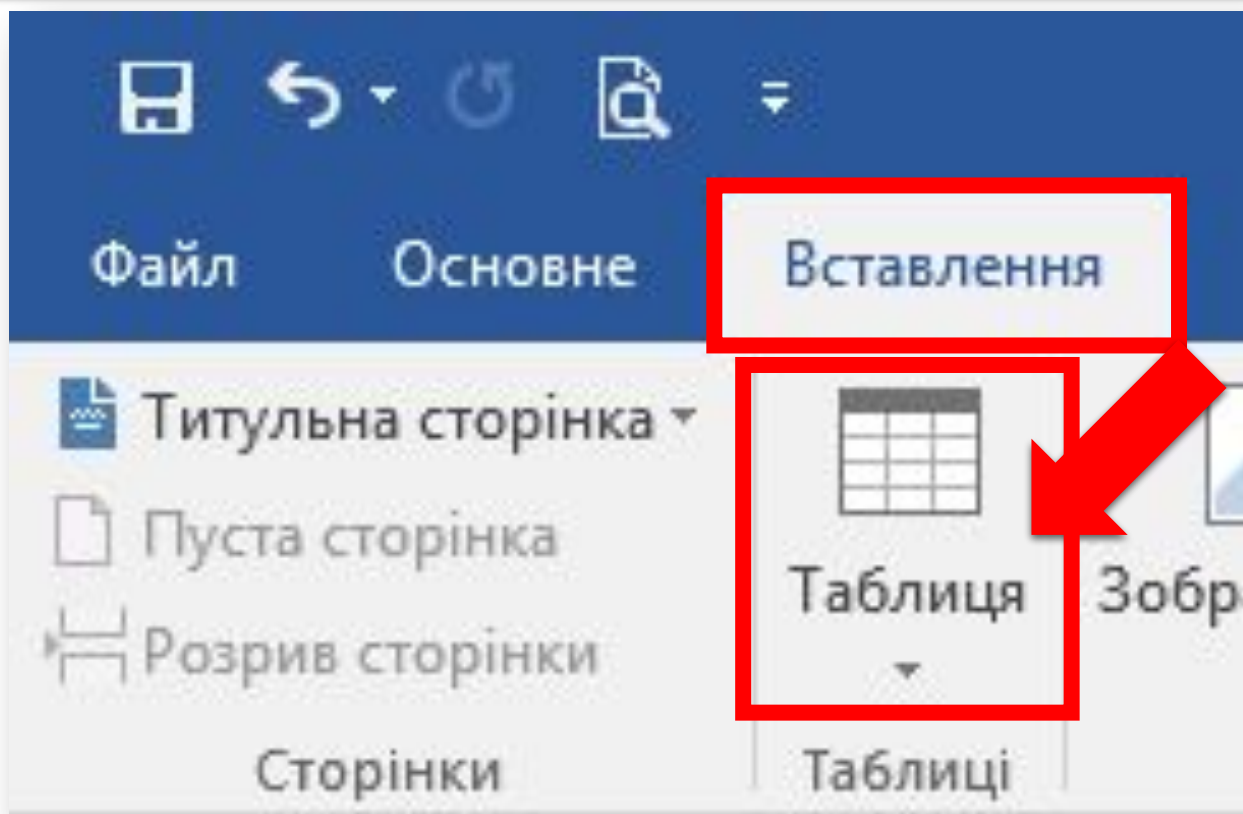 Файл Основне Вставлення
Титульна сторінка
Пуста сторінка
Розрив сторінки
Сторінки
Таблиця
Таблиці